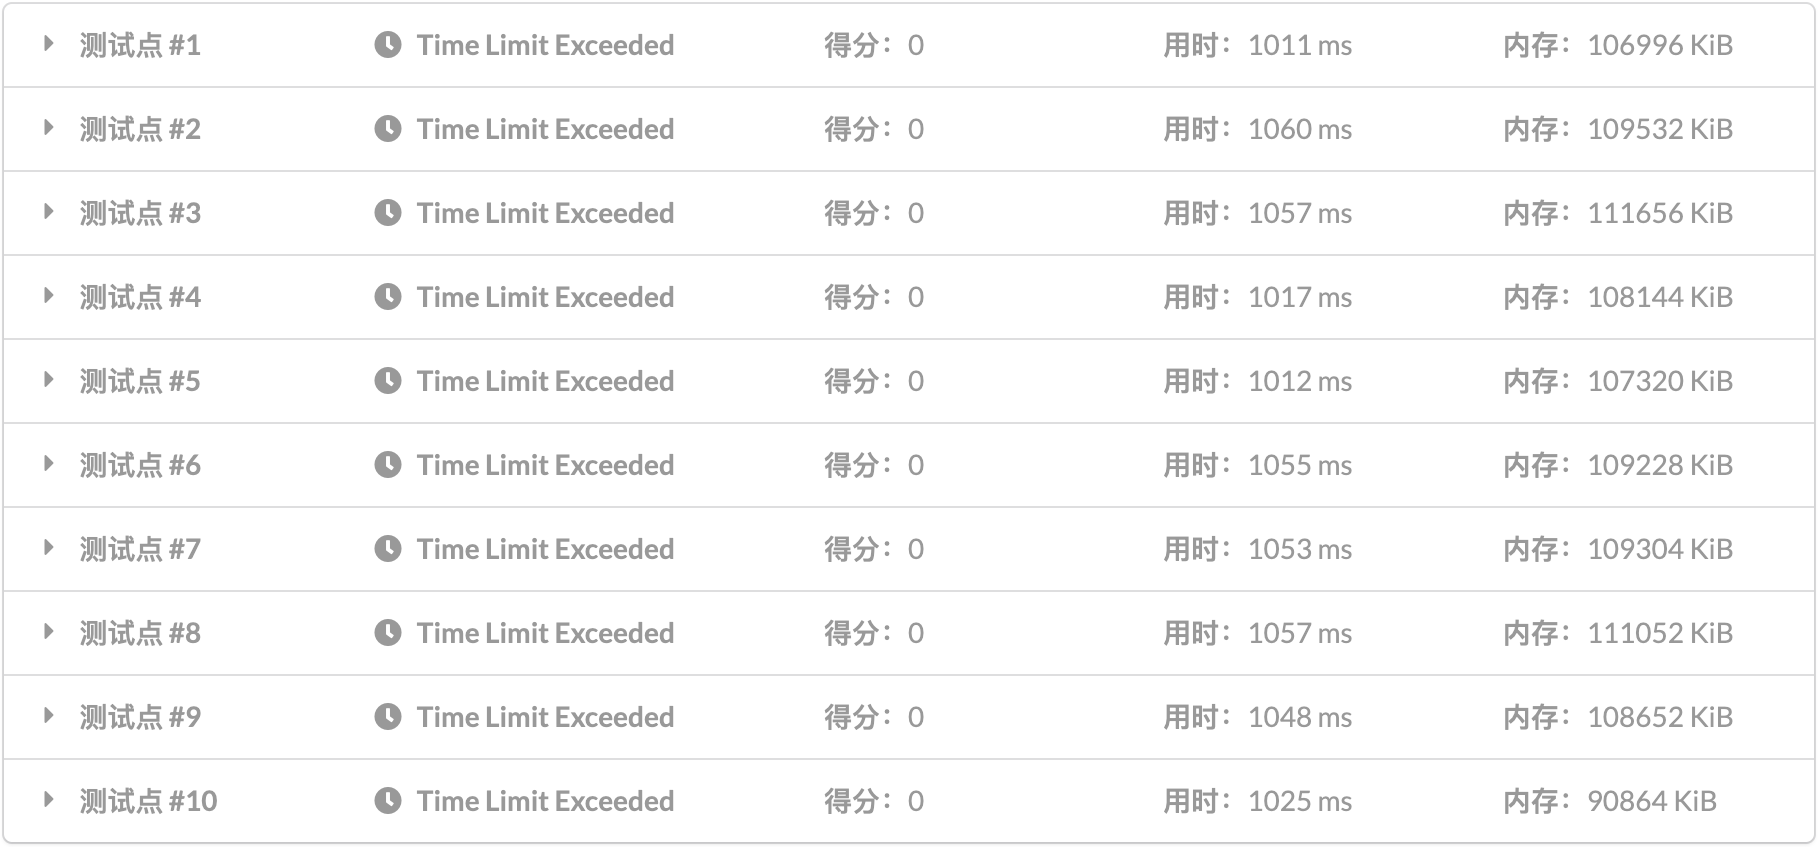 测试点 #1 Time Limit Exceeded 得分：0 用时：1011 ms 内存：106996 KiB
测试点 #2 Time Limit Exceeded 得分：0 用时：1060 ms 内存：109532 KiB
测试点 #3 Time Limit Exceeded 得分：0 用时：1057 ms 内存：111656 KiB
测试点 #4 Time Limit Exceeded 得分：0 用时：1017 ms 内存：108144 KiB
测试点 #5 Time Limit Exceeded 得分：0 用时：1012 ms 内存：107320 KiB
测试点 #6 Time Limit Exceeded 得分：0 用时：1055 ms 内存：109228 KiB
测试点 #7 Time Limit Exceeded 得分：0 用时：1053 ms 内存：109304 KiB
测试点 #8 Time Limit Exceeded 得分：0 用时：1057 ms 内存：111052 KiB
测试点 #9 Time Limit Exceeded 得分：0 用时：1048 ms 内存：108652 KiB
测试点 #10 Time Limit Exceeded 得分：0 用时：1025 ms 内存：90864 KiB